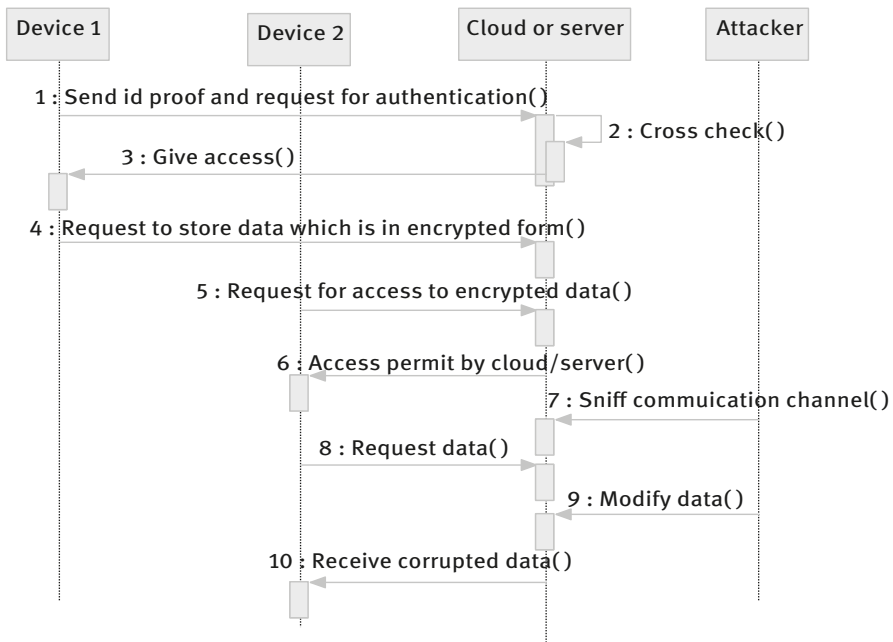 Device 1
Device 2
Cloud or server
Attacker
1 : Send id proof and request for authentication()
2 : Cross check()
3 : Give access()
4 : Request to store data which is in encrypted form()
5 : Request for access to encrypted data()
6 : Access permit by cloud/server()
7 : Sniff commuication channel()
8 : Request data()
9 : Modify data()
10 : Receive corrupted data()